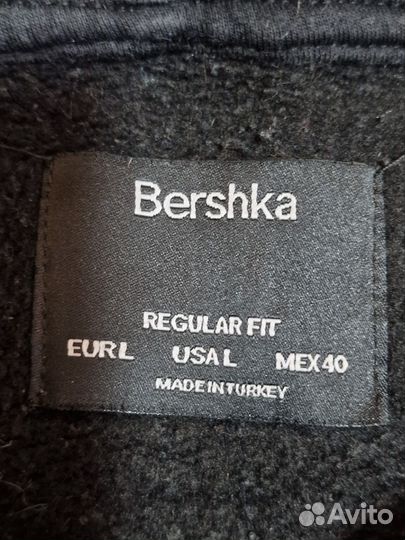 Bershka
REGULAR FIT
EUR L USA L MEX 40
MADE IN TURKEY
Avito